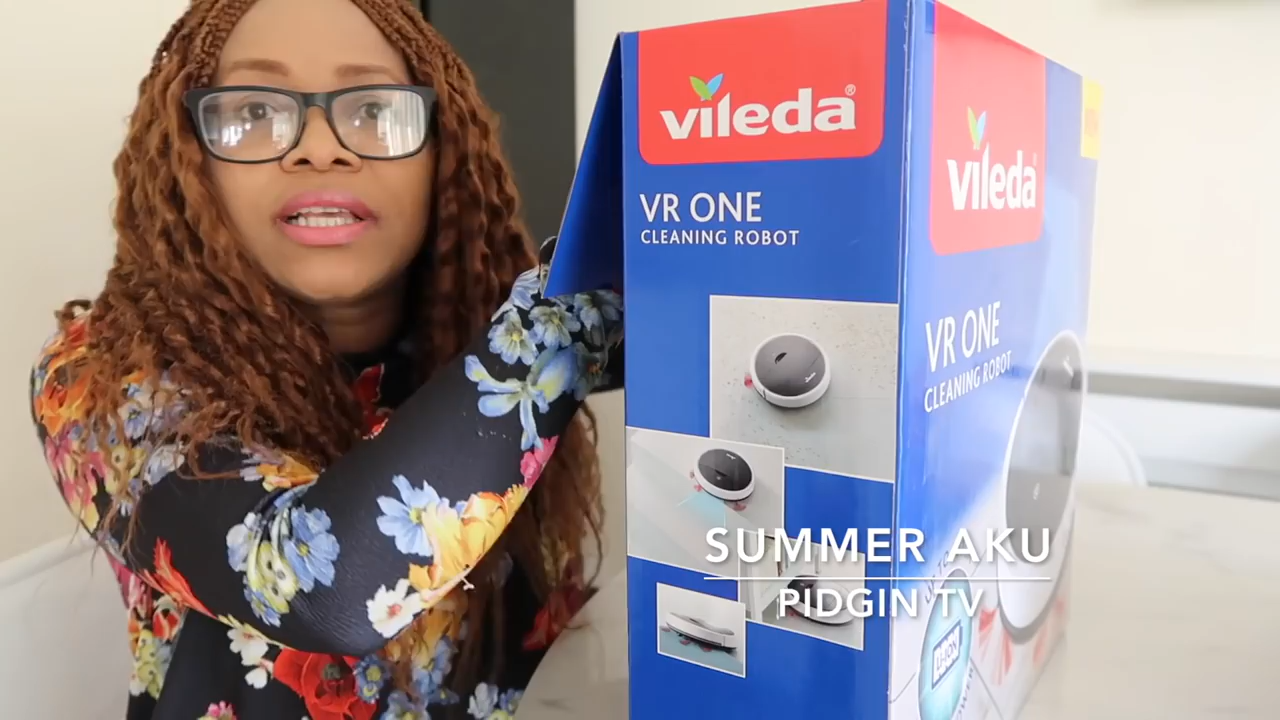 vileda®
VR ONE
CLEANING ROBOT
vileda
VR ONE
CLEANING ROBOT
SUMMER AKU
PIDGIN TV